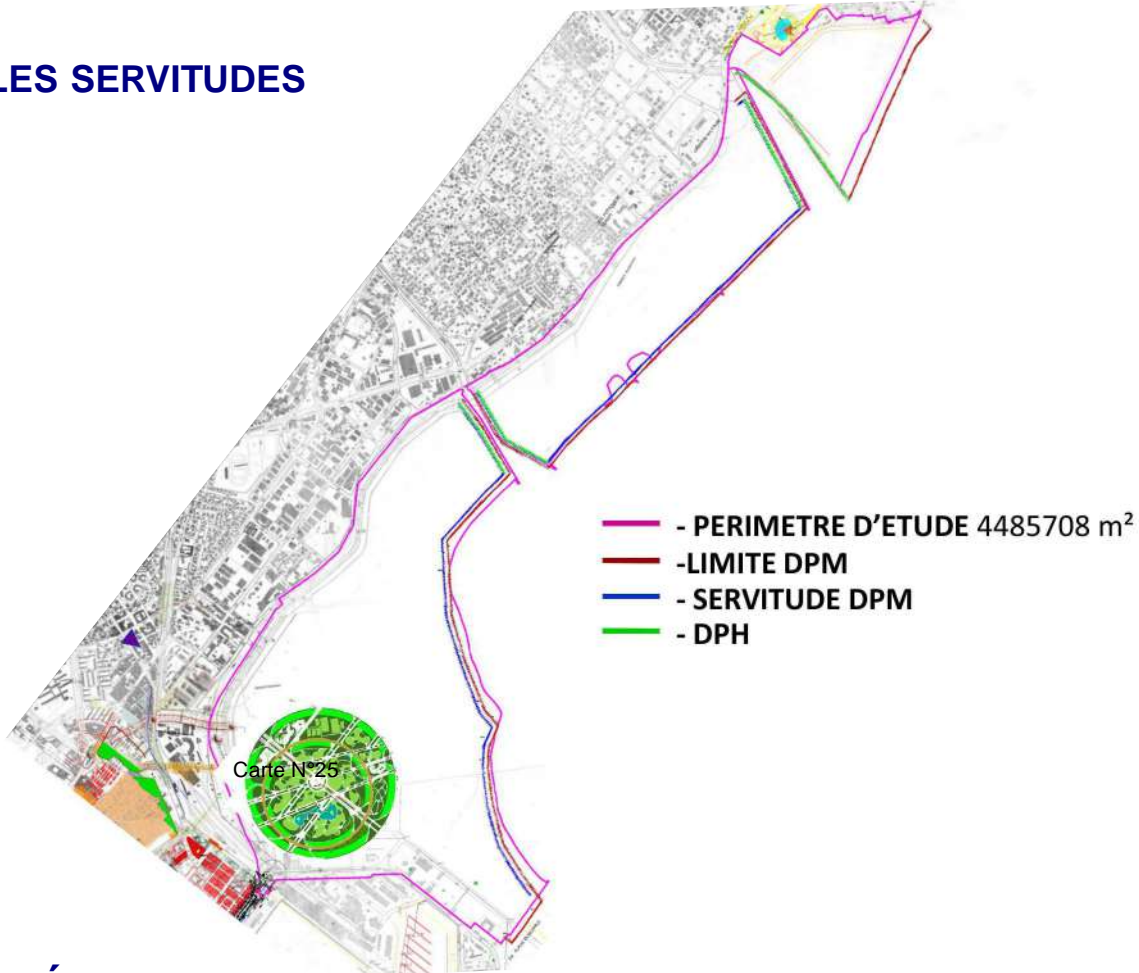 LES SERVITUDES
- PERIMETRE D'ETUDE 4485708 m²
-LIMITE DPM
- SERVITUDE DPM
- DPH
Carte N°25